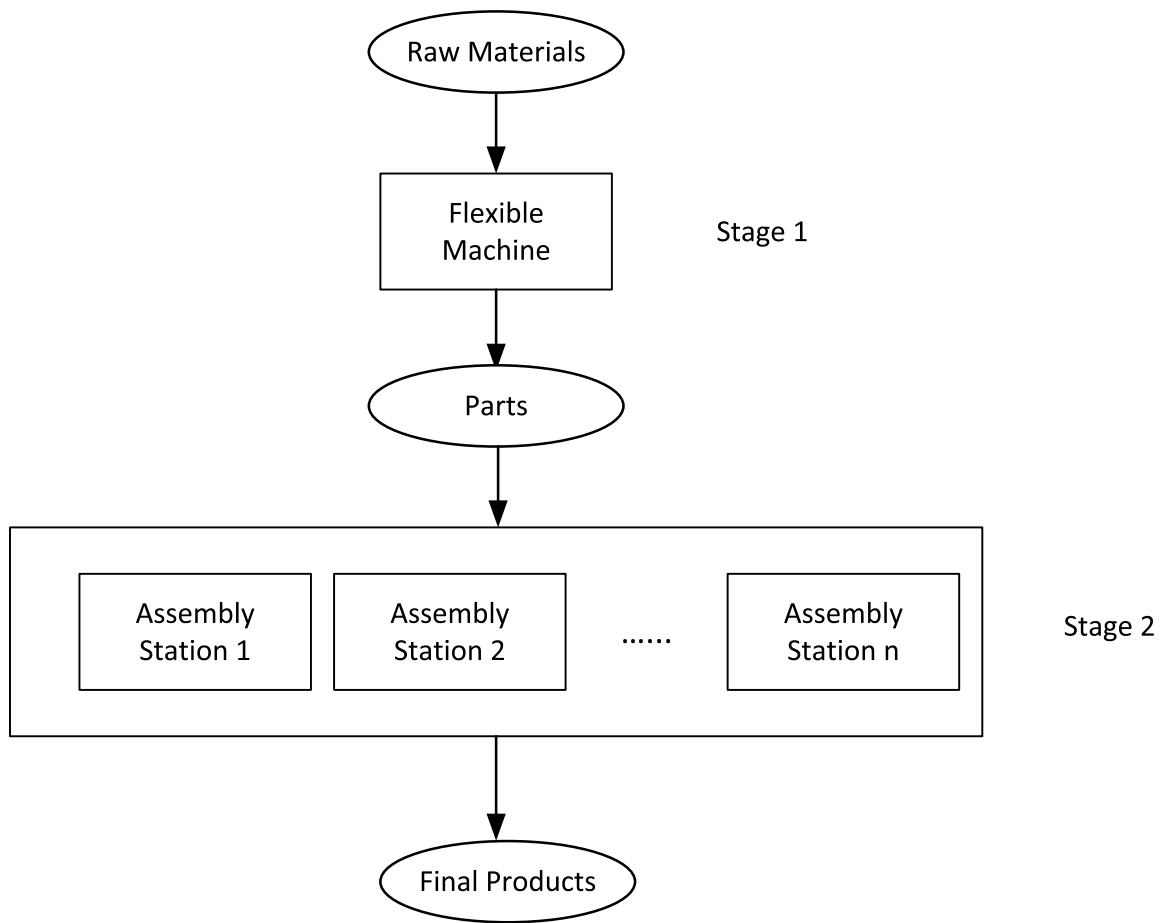 Raw Materials
Flexible
Machine
Stage 1
Parts
Assembly
Station 1
Assembly
Station 2
......
Assembly
Station n
Stage 2
Final Products